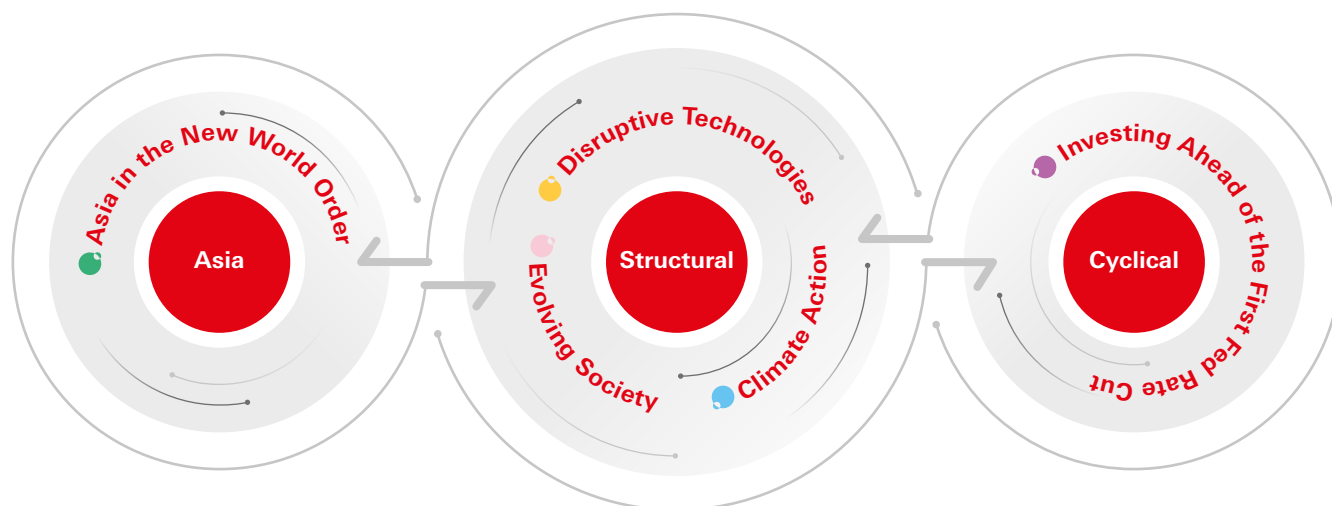 Asia in the New World Order
Asia
Disruptive Technologies
Evolving Society
Structural
Climate Action
Investing Ahead of the First Fed Rate Cut
Cyclical